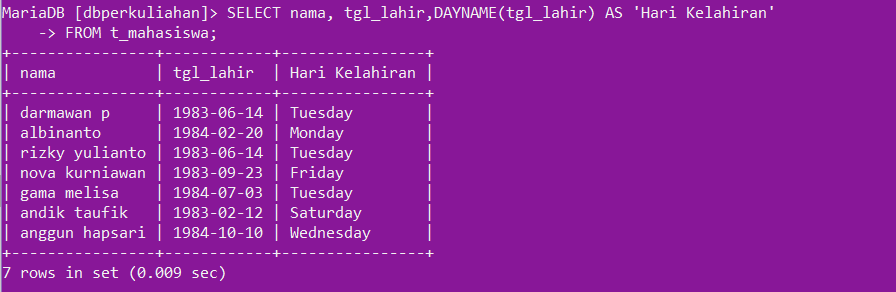 MariaDB [dbperkuliahan]> SELECT nama, tgl_lahir,DAYNAME(tgl_lahir) AS 'Hari Kelahiran'
    -> FROM t_mahasiswa;
+----------------+------------+----------------+
| nama           | tgl_lahir  | Hari Kelahiran |
+----------------+------------+----------------+
| darmawan p     | 1983-06-14 | Tuesday        |
| albinanto      | 1984-02-20 | Monday         |
| rizky yulianto | 1983-06-14 | Tuesday        |
| nova kurniawan | 1983-09-23 | Friday         |
| gama melisa    | 1984-07-03 | Tuesday        |
| andik taufik   | 1983-02-12 | Saturday       |
| anggun hapsari | 1984-10-10 | Wednesday      |
+----------------+------------+----------------+
7 rows in set (0.009 sec)